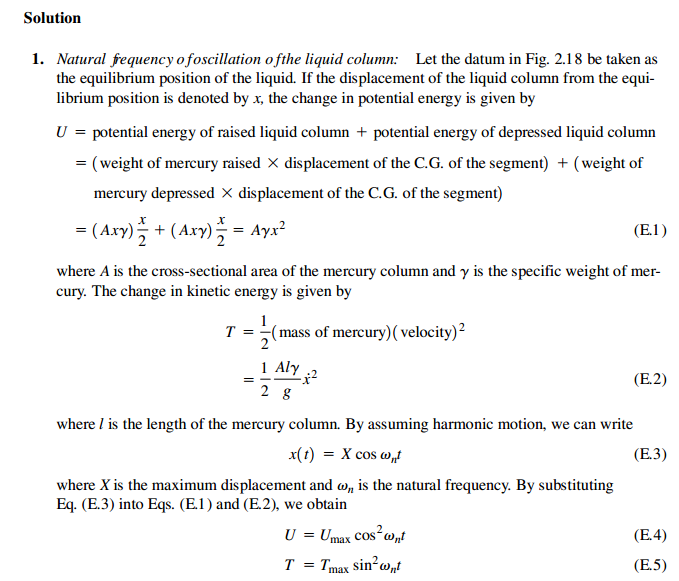 Solution
1. Natural frequency of oscillation of the liquid column: Let the datum in Fig. 2.18 be taken as
the equilibrium position of the liquid. If the displacement of the liquid column from the equi-
librium position is denoted by x, the change in potential energy is given by
U = potential energy of raised liquid column + potential energy of depressed liquid column
= (weight of mercury raised × displacement of the C.G. of the segment) + (weight of
mercury depressed × displacement of the C.G. of the segment)
= (Axγ) x/2 + (Axγ) x/2 = Aγx² (E.1)
where A is the cross-sectional area of the mercury column and γ is the specific weight of mer-
cury. The change in kinetic energy is given by
T = 1/2 (mass of mercury)(velocity)²
= 1/2 Alγ/g ẋ² (E.2)
where l is the length of the mercury column. By assuming harmonic motion, we can write
x(t) = X cos ωₙt (E.3)
where X is the maximum displacement and ωₙ is the natural frequency. By substituting
Eq. (E.3) into Eqs. (E.1) and (E.2), we obtain
U = Umax cos² ωₙt (E.4)
T = Tmax sin² ωₙt (E.5)